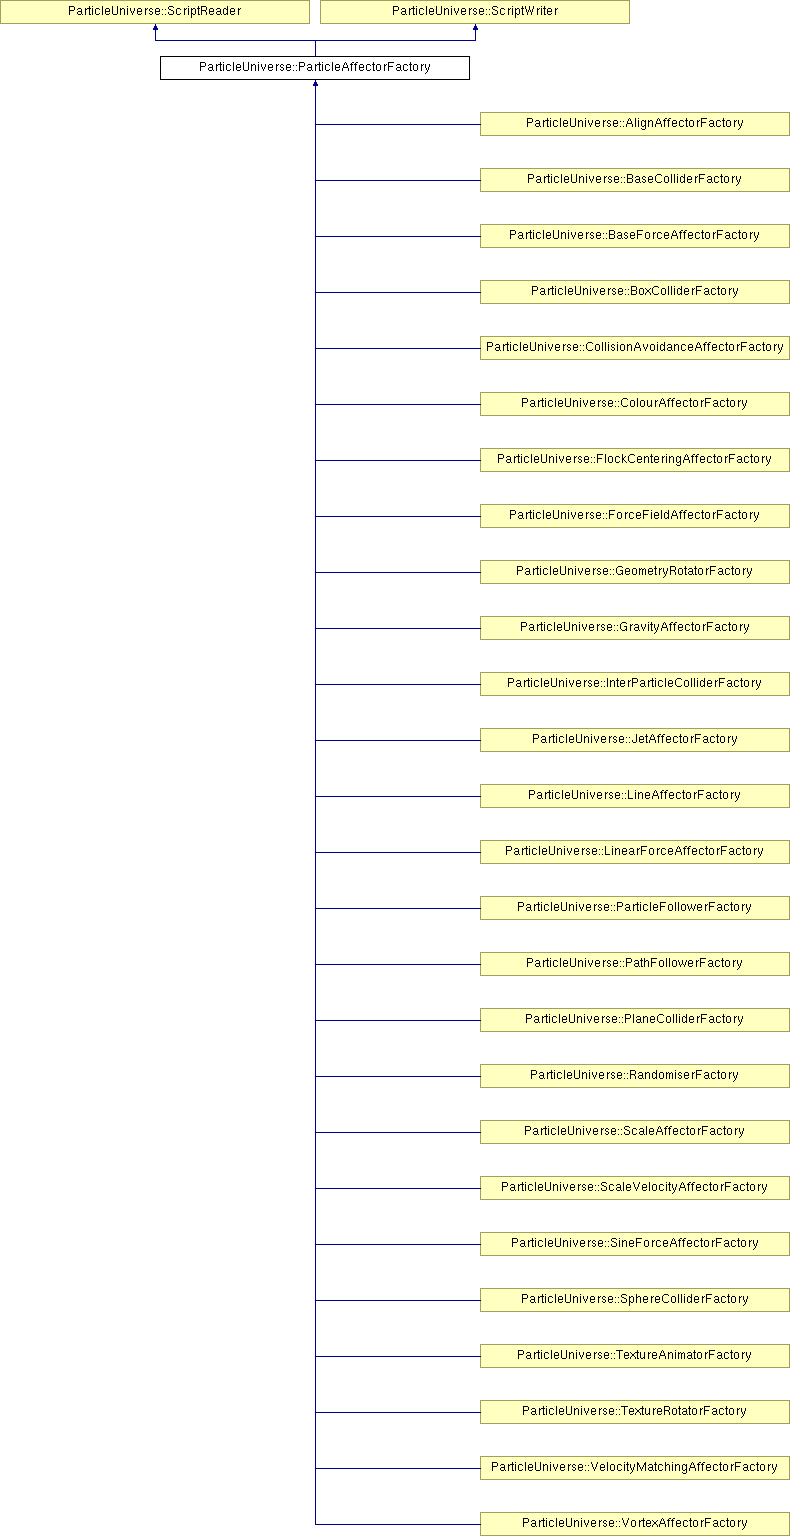 ParticleUniverse::ScriptReader
ParticleUniverse::ScriptWriter
ParticleUniverse::ParticleAffectorFactory
ParticleUniverse::AlignAffectorFactory
ParticleUniverse::BaseColliderFactory
ParticleUniverse::BaseForceAffectorFactory
ParticleUniverse::BoxColliderFactory
ParticleUniverse::CollisionAvoidanceAffectorFactory
ParticleUniverse::ColourAffectorFactory
ParticleUniverse::FlockCenteringAffectorFactory
ParticleUniverse::ForceFieldAffectorFactory
ParticleUniverse::GeometryRotatorFactory
ParticleUniverse::GravityAffectorFactory
ParticleUniverse::InterParticleColliderFactory
ParticleUniverse::JetAffectorFactory
ParticleUniverse::LineAffectorFactory
ParticleUniverse::LinearForceAffectorFactory
ParticleUniverse::ParticleFollowerFactory
ParticleUniverse::PathFollowerFactory
ParticleUniverse::PlaneColliderFactory
ParticleUniverse::RandomiserFactory
ParticleUniverse::ScaleAffectorFactory
ParticleUniverse::ScaleVelocityAffectorFactory
ParticleUniverse::SineForceAffectorFactory
ParticleUniverse::SphereColliderFactory
ParticleUniverse::TextureAnimatorFactory
ParticleUniverse::TextureRotatorFactory
ParticleUniverse::VelocityMatchingAffectorFactory
ParticleUniverse::VortexAffectorFactory